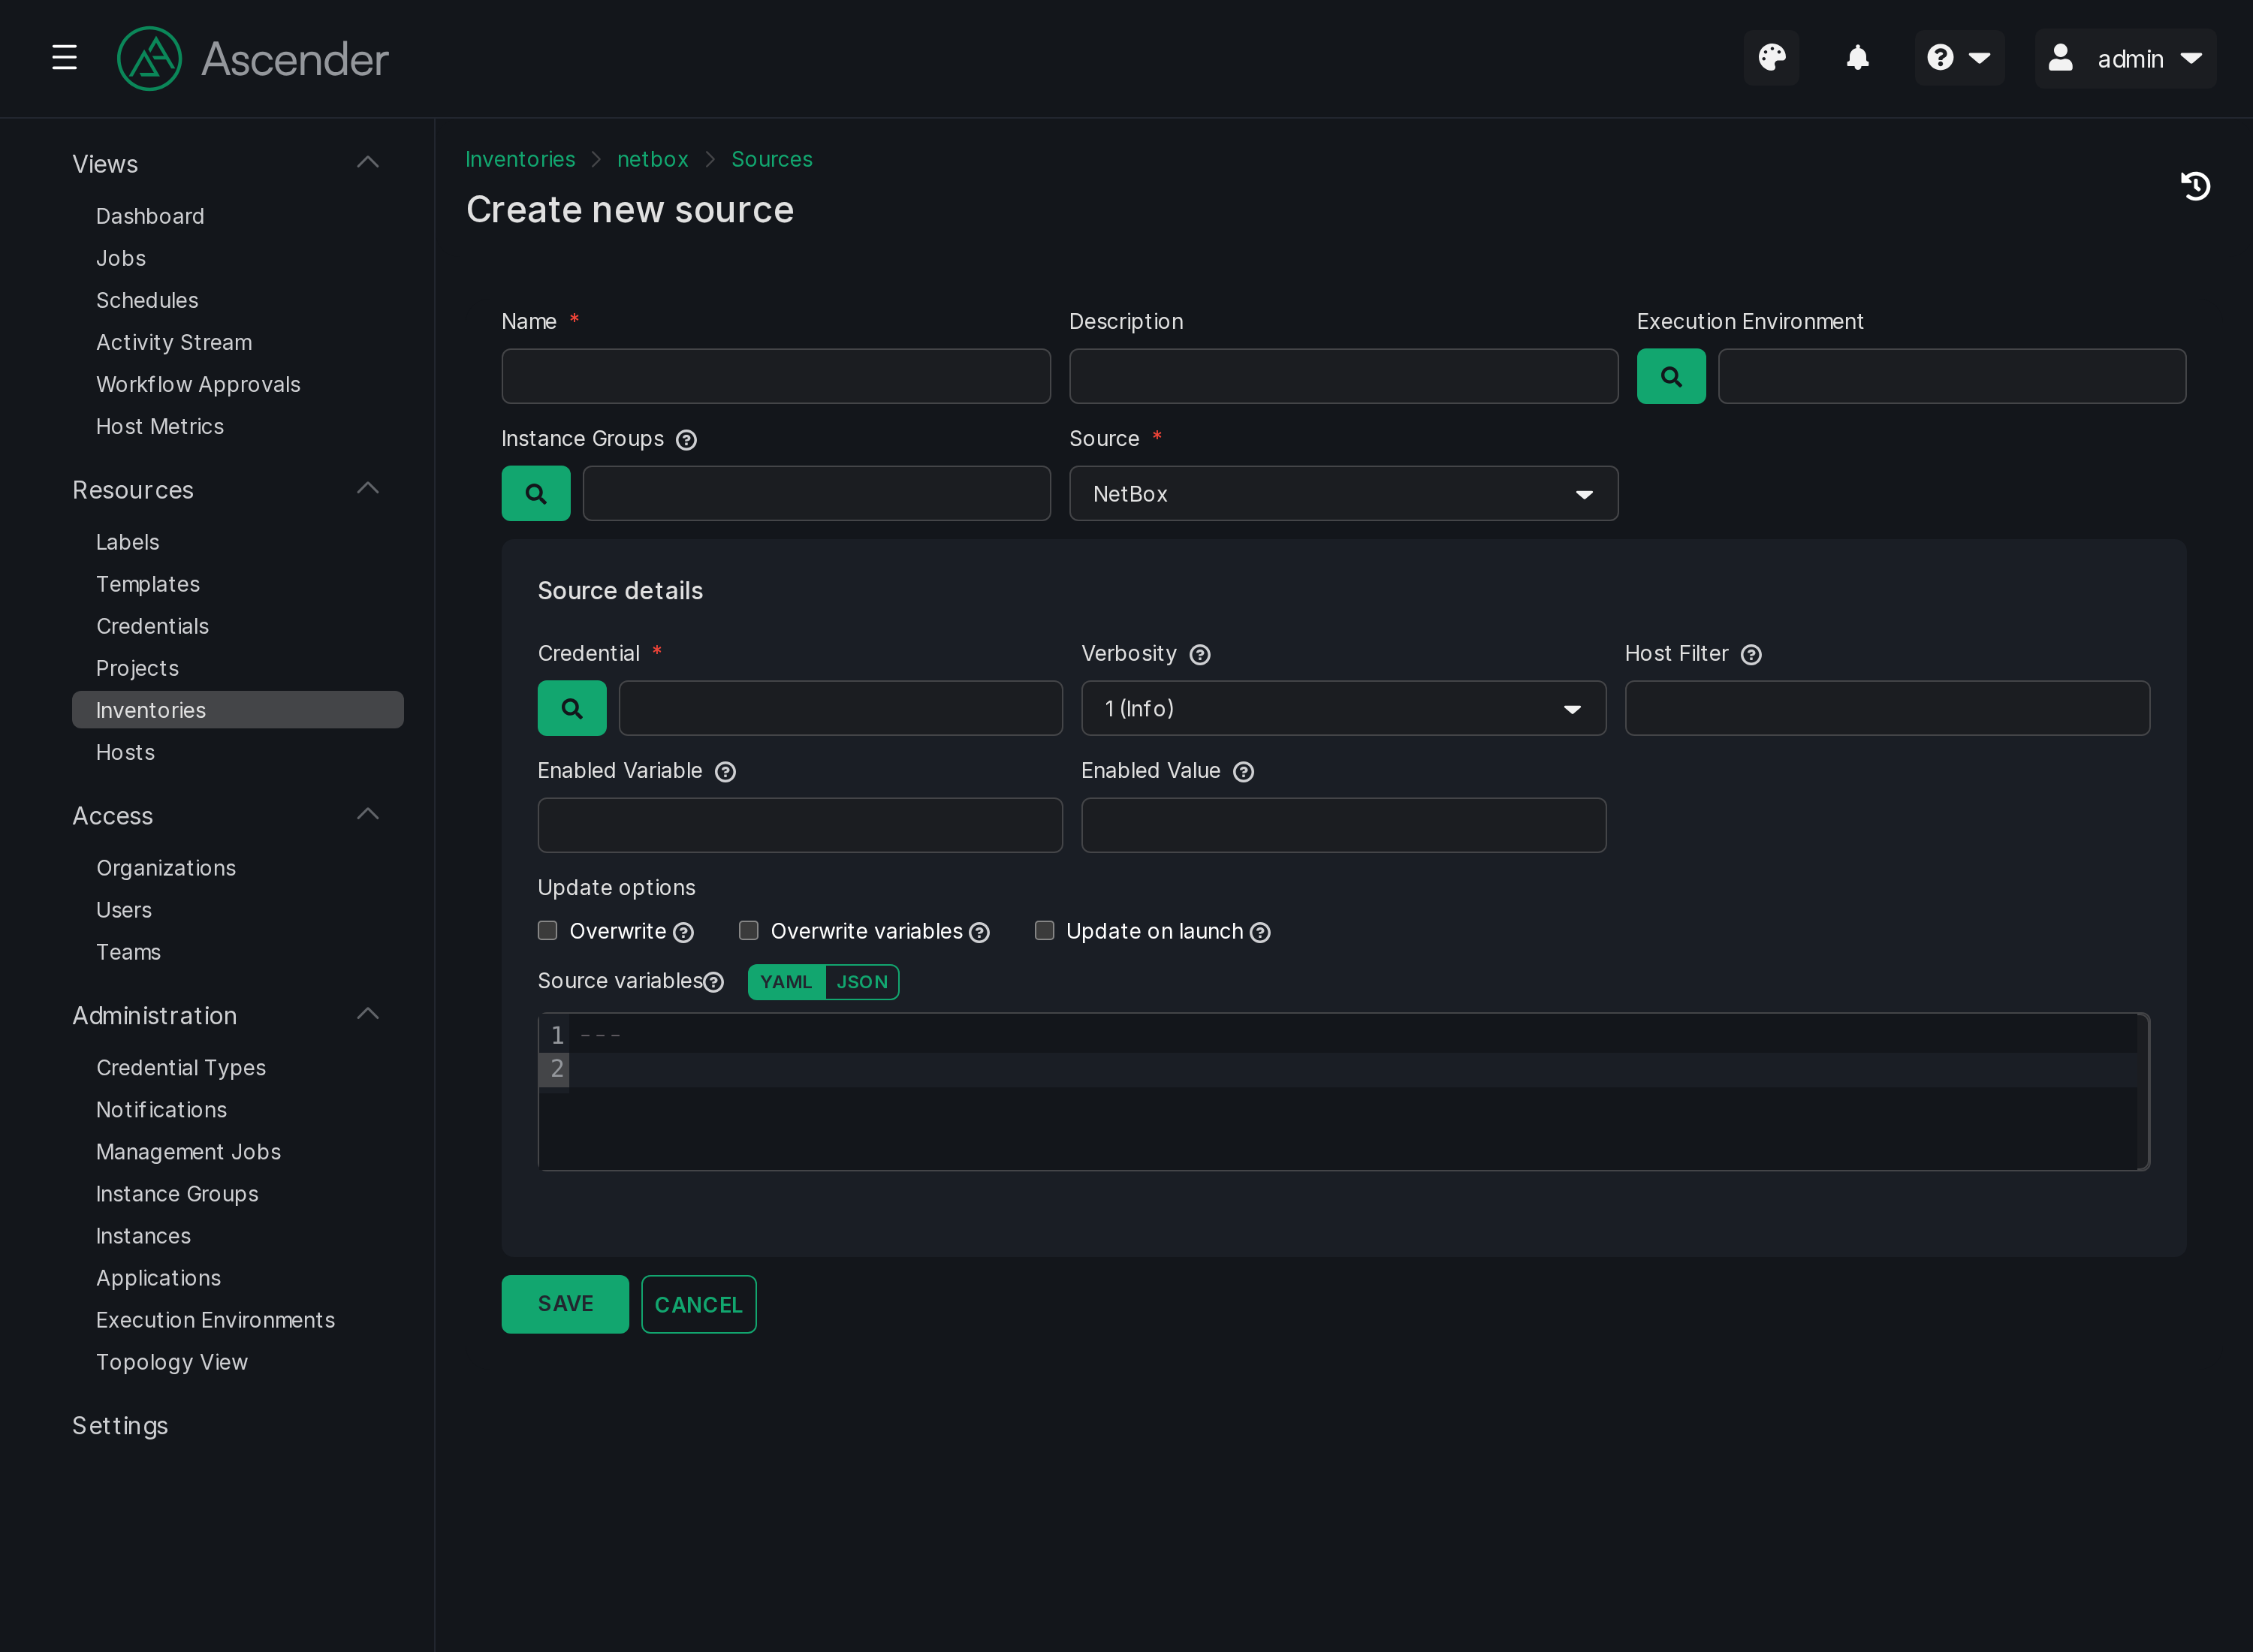 Ascender
admin
Views
Dashboard
Jobs
Schedules
Activity Stream
Workflow Approvals
Host Metrics
Resources
Labels
Templates
Credentials
Projects
Inventories
Hosts
Access
Organizations
Users
Teams
Administration
Credential Types
Notifications
Management Jobs
Instance Groups
Instances
Applications
Execution Environments
Topology View
Settings
Inventories > netbox > Sources
Create new source
Name *
Description
Execution Environment
Instance Groups
Source *
NetBox
Source details
Credential *
Verbosity
Host Filter
1 (Info)
Enabled Variable
Enabled Value
Update options
Overwrite
Overwrite variables
Update on launch
Source variables
YAML JSON
1 ---
2
SAVE CANCEL